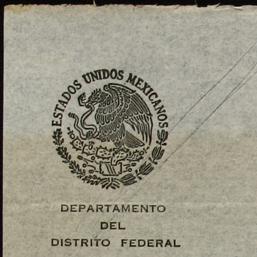 ESTADOS UNIDOS MEXICANOS
DEPARTAMENTO
DEL
DISTRITO FEDERAL